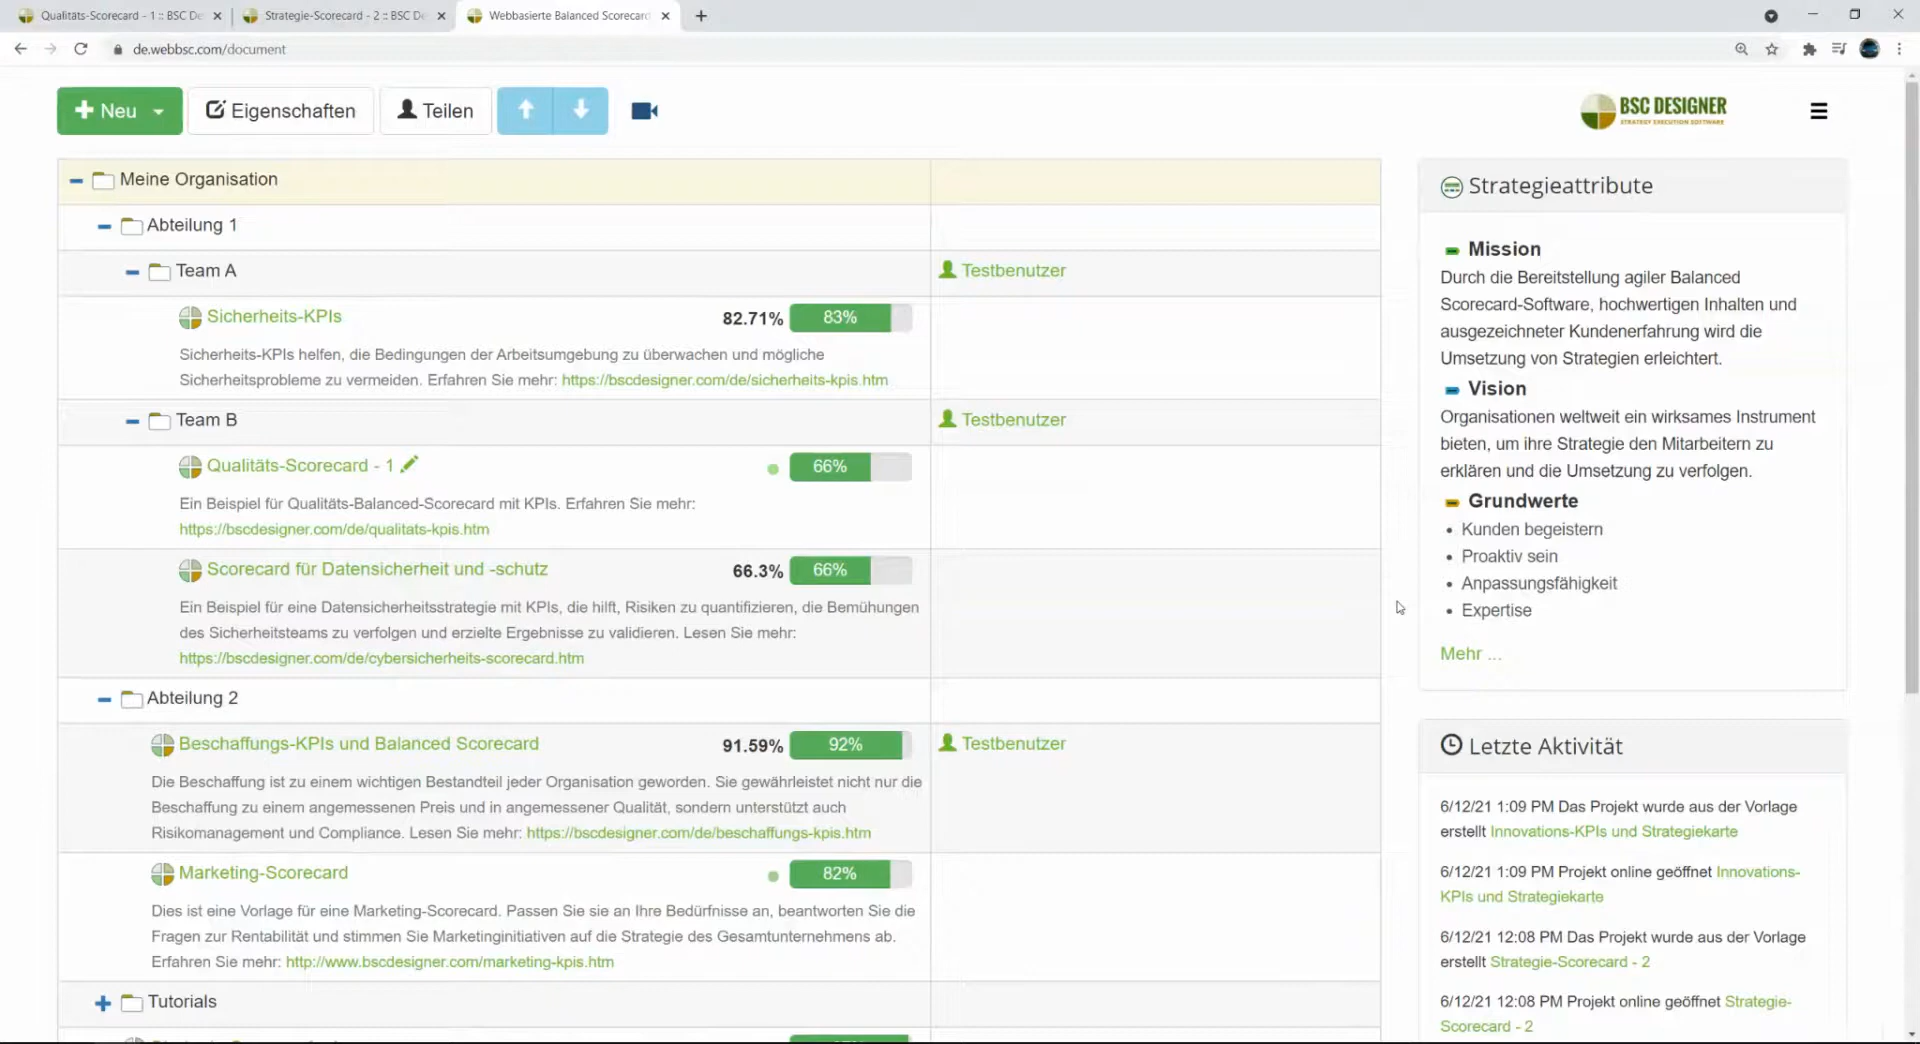 Qualitäts-Scorecard - 1 :: BSC De
Strategie-Scorecard - 2 :: BSC De
Webbasierte Balanced Scorecard
de.webbsc.com/document
Neu
Eigenschaften
Teilen
BSC DESIGNER
STRATEGY EXECUTION SOFTWARE
Meine Organisation
Abteilung 1
Team A
Testbenutzer
Sicherheits-KPIs
82.71%
83%
Sicherheits-KPIs helfen, die Bedingungen der Arbeitsumgebung zu überwachen und mögliche
Sicherheitsprobleme zu vermeiden. Erfahren Sie mehr: https://bscdesigner.com/de/sicherheits-kpis.htm
Team B
Testbenutzer
Qualitäts-Scorecard - 1
66%
Ein Beispiel für Qualitäts-Balanced-Scorecard mit KPIs. Erfahren Sie mehr:
https://bscdesigner.com/de/qualitats-kpis.htm
Scorecard für Datensicherheit und -schutz
66.3%
66%
Ein Beispiel für eine Datensicherheitsstrategie mit KPIs, die hilft, Risiken zu quantifizieren, die Bemühungen
des Sicherheitsteams zu verfolgen und erzielte Ergebnisse zu validieren. Lesen Sie mehr:
https://bscdesigner.com/de/cybersicherheits-scorecard.htm
Abteilung 2
Beschaffungs-KPIs und Balanced Scorecard
91.59%
92%
Testbenutzer
Die Beschaffung ist zu einem wichtigen Bestandteil jeder Organisation geworden. Sie gewährleistet nicht nur die
Beschaffung zu einem angemessenen Preis und in angemessener Qualität, sondern unterstützt auch
Risikomanagement und Compliance. Lesen Sie mehr: https://bscdesigner.com/de/beschaffungs-kpis.htm
Marketing-Scorecard
82%
Dies ist eine Vorlage für eine Marketing-Scorecard. Passen Sie sie an Ihre Bedürfnisse an, beantworten Sie die
Fragen zur Rentabilität und stimmen Sie Marketinginitiativen auf die Strategie des Gesamtunternehmens ab.
Erfahren Sie mehr: http://www.bscdesigner.com/marketing-kpis.htm
Tutorials
Strategieattribute
Mission
Durch die Bereitstellung agiler Balanced
Scorecard-Software, hochwertigen Inhalten und
ausgezeichneter Kundenerfahrung wird die
Umsetzung von Strategien erleichtert.
Vision
Organisationen weltweit ein wirksames Instrument
bieten, um ihre Strategie den Mitarbeitern zu
erklären und die Umsetzung zu verfolgen.
Grundwerte
Kunden begeistern
Proaktiv sein
Anpassungsfähigkeit
Expertise
Mehr ...
Letzte Aktivität
6/12/21 1:09 PM Das Projekt wurde aus der Vorlage
erstellt Innovations-KPIs und Strategiekarte
6/12/21 1:09 PM Projekt online geöffnet Innovations-
KPIs und Strategiekarte
6/12/21 12:08 PM Das Projekt wurde aus der Vorlage
erstellt Strategie-Scorecard - 2
6/12/21 12:08 PM Projekt online geöffnet Strategie-
Scorecard - 2